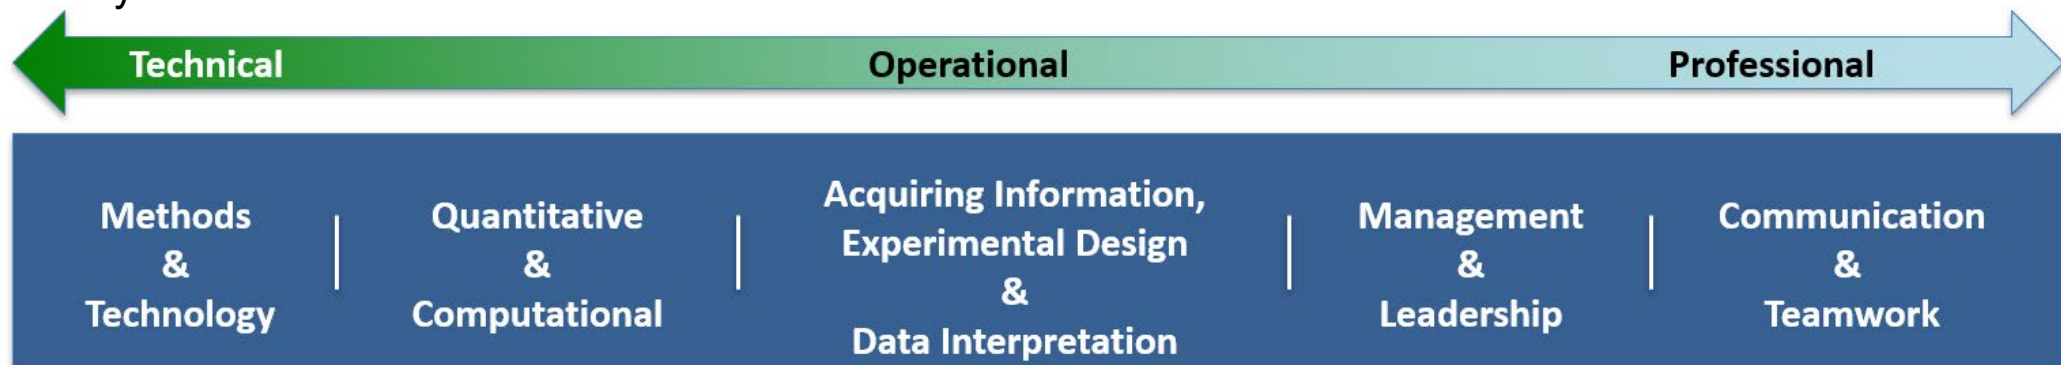 Technical Operational Professional
Methods
&
Technology
Quantitative
&
Computational
Acquiring Information,
Experimental Design
&
Data Interpretation
Management
&
Leadership
Communication
&
Teamwork